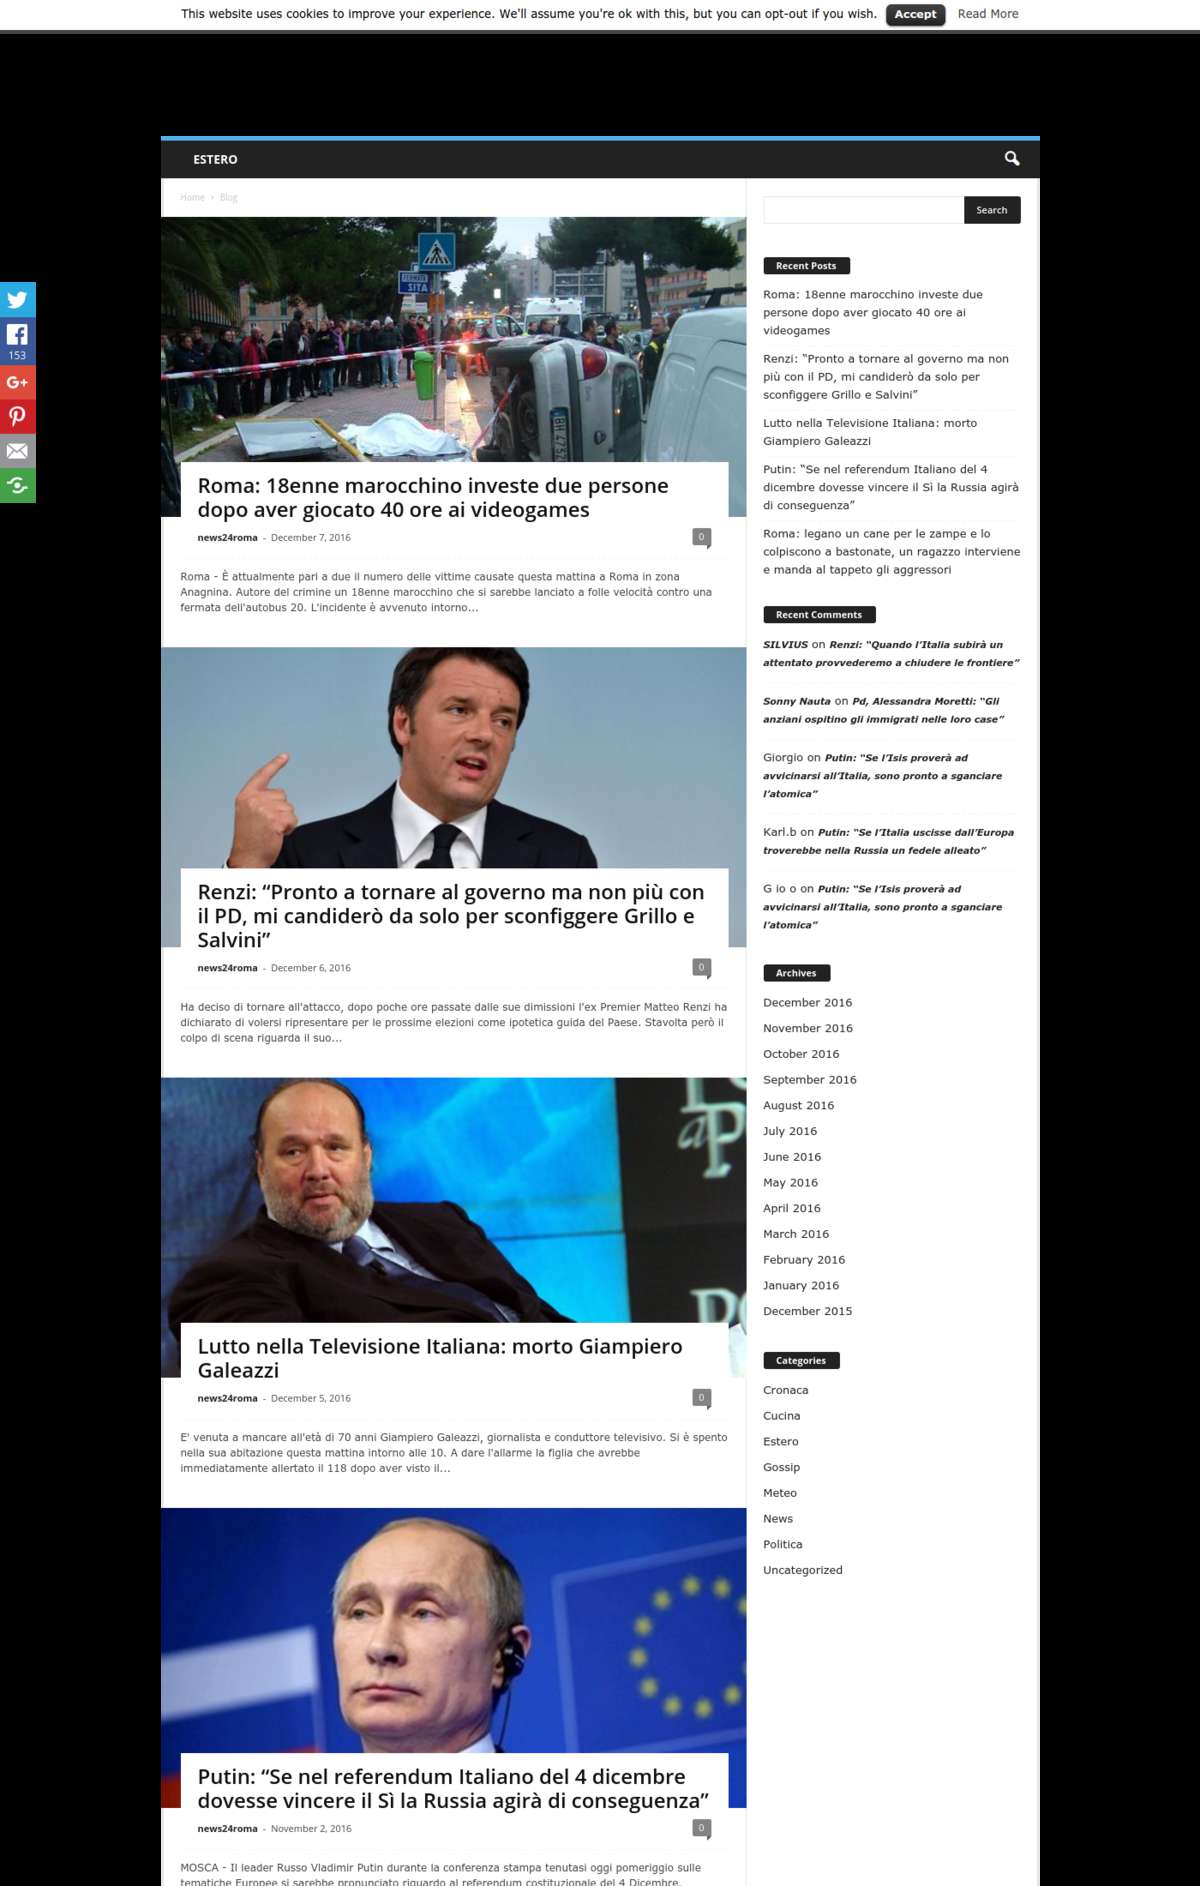 This website uses cookies to improve your experience. We'll assume you're ok with this, but you can opt-out if you wish. Accept Read More
ESTERO
Home › Blog
Search
153
SITA
Roma: 18enne marocchino investe due persone
dopo aver giocato 40 ore ai videogames
news24roma - December 7, 2016
0
Roma - È attualmente pari a due il numero delle vittime causate questa mattina a Roma in zona
Anagnina. Autore del crimine un 18enne marocchino che si sarebbe lanciato a folle velocità contro una
fermata dell'autobus 20. L'incidente è avvenuto intorno...
Renzi: “Pronto a tornare al governo ma non più con
il PD, mi candiderò da solo per sconfiggere Grillo e
Salvini”
news24roma - December 6, 2016
0
Ha deciso di tornare all'attacco, dopo poche ore passate dalle sue dimissioni l'ex Premier Matteo Renzi ha
dichiarato di volersi ripresentare per le prossime elezioni come ipotetica guida del Paese. Stavolta però il
colpo di scena riguarda il suo...
Lutto nella Televisione Italiana: morto Giampiero
Galeazzi
news24roma - December 5, 2016
0
E' venuta a mancare all'età di 70 anni Giampiero Galeazzi, giornalista e conduttore televisivo. Si è spento
nella sua abitazione questa mattina intorno alle 10. A dare l'allarme la figlia che avrebbe
immediatamente allertato il 118 dopo aver visto il...
Putin: “Se nel referendum Italiano del 4 dicembre
dovesse vincere il Sì la Russia agirà di conseguenza”
news24roma - November 2, 2016
0
MOSCA - Il leader Russo Vladimir Putin durante la conferenza stampa tenutasi oggi pomeriggio sulle
tematiche Europee si sarebbe pronunciato riguardo al referendum costituzionale del 4 Dicembre.
Recent Posts
Roma: 18enne marocchino investe due
persone dopo aver giocato 40 ore ai
videogames
Renzi: “Pronto a tornare al governo ma non
più con il PD, mi candiderò da solo per
sconfiggere Grillo e Salvini”
Lutto nella Televisione Italiana: morto
Giampiero Galeazzi
Putin: “Se nel referendum Italiano del 4
dicembre dovesse vincere il Sì la Russia agirà
di conseguenza”
Roma: legano un cane per le zampe e lo
colpiscono a bastonate, un ragazzo interviene
e manda al tappeto gli aggressori
Recent Comments
SILVIUS on Renzi: “Quando l’Italia subirà un
attentato provvederemo a chiudere le frontiere”
Sonny Nauta on Pd, Alessandra Moretti: “Gli
anziani ospitino gli immigrati nelle loro case”
Giorgio on Putin: “Se l’Isis proverà ad
avvicinarsi all’Italia, sono pronto a sganciare
l’atomica”
Karl.b on Putin: “Se l’Italia uscisse dall’Europa
troverebbe nella Russia un fedele alleato”
G io o on Putin: “Se l’Isis proverà ad
avvicinarsi all’Italia, sono pronto a sganciare
l’atomica”
Archives
December 2016
November 2016
October 2016
September 2016
August 2016
July 2016
June 2016
May 2016
April 2016
March 2016
February 2016
January 2016
December 2015
Categories
Cronaca
Cucina
Estero
Gossip
Meteo
News
Politica
Uncategorized